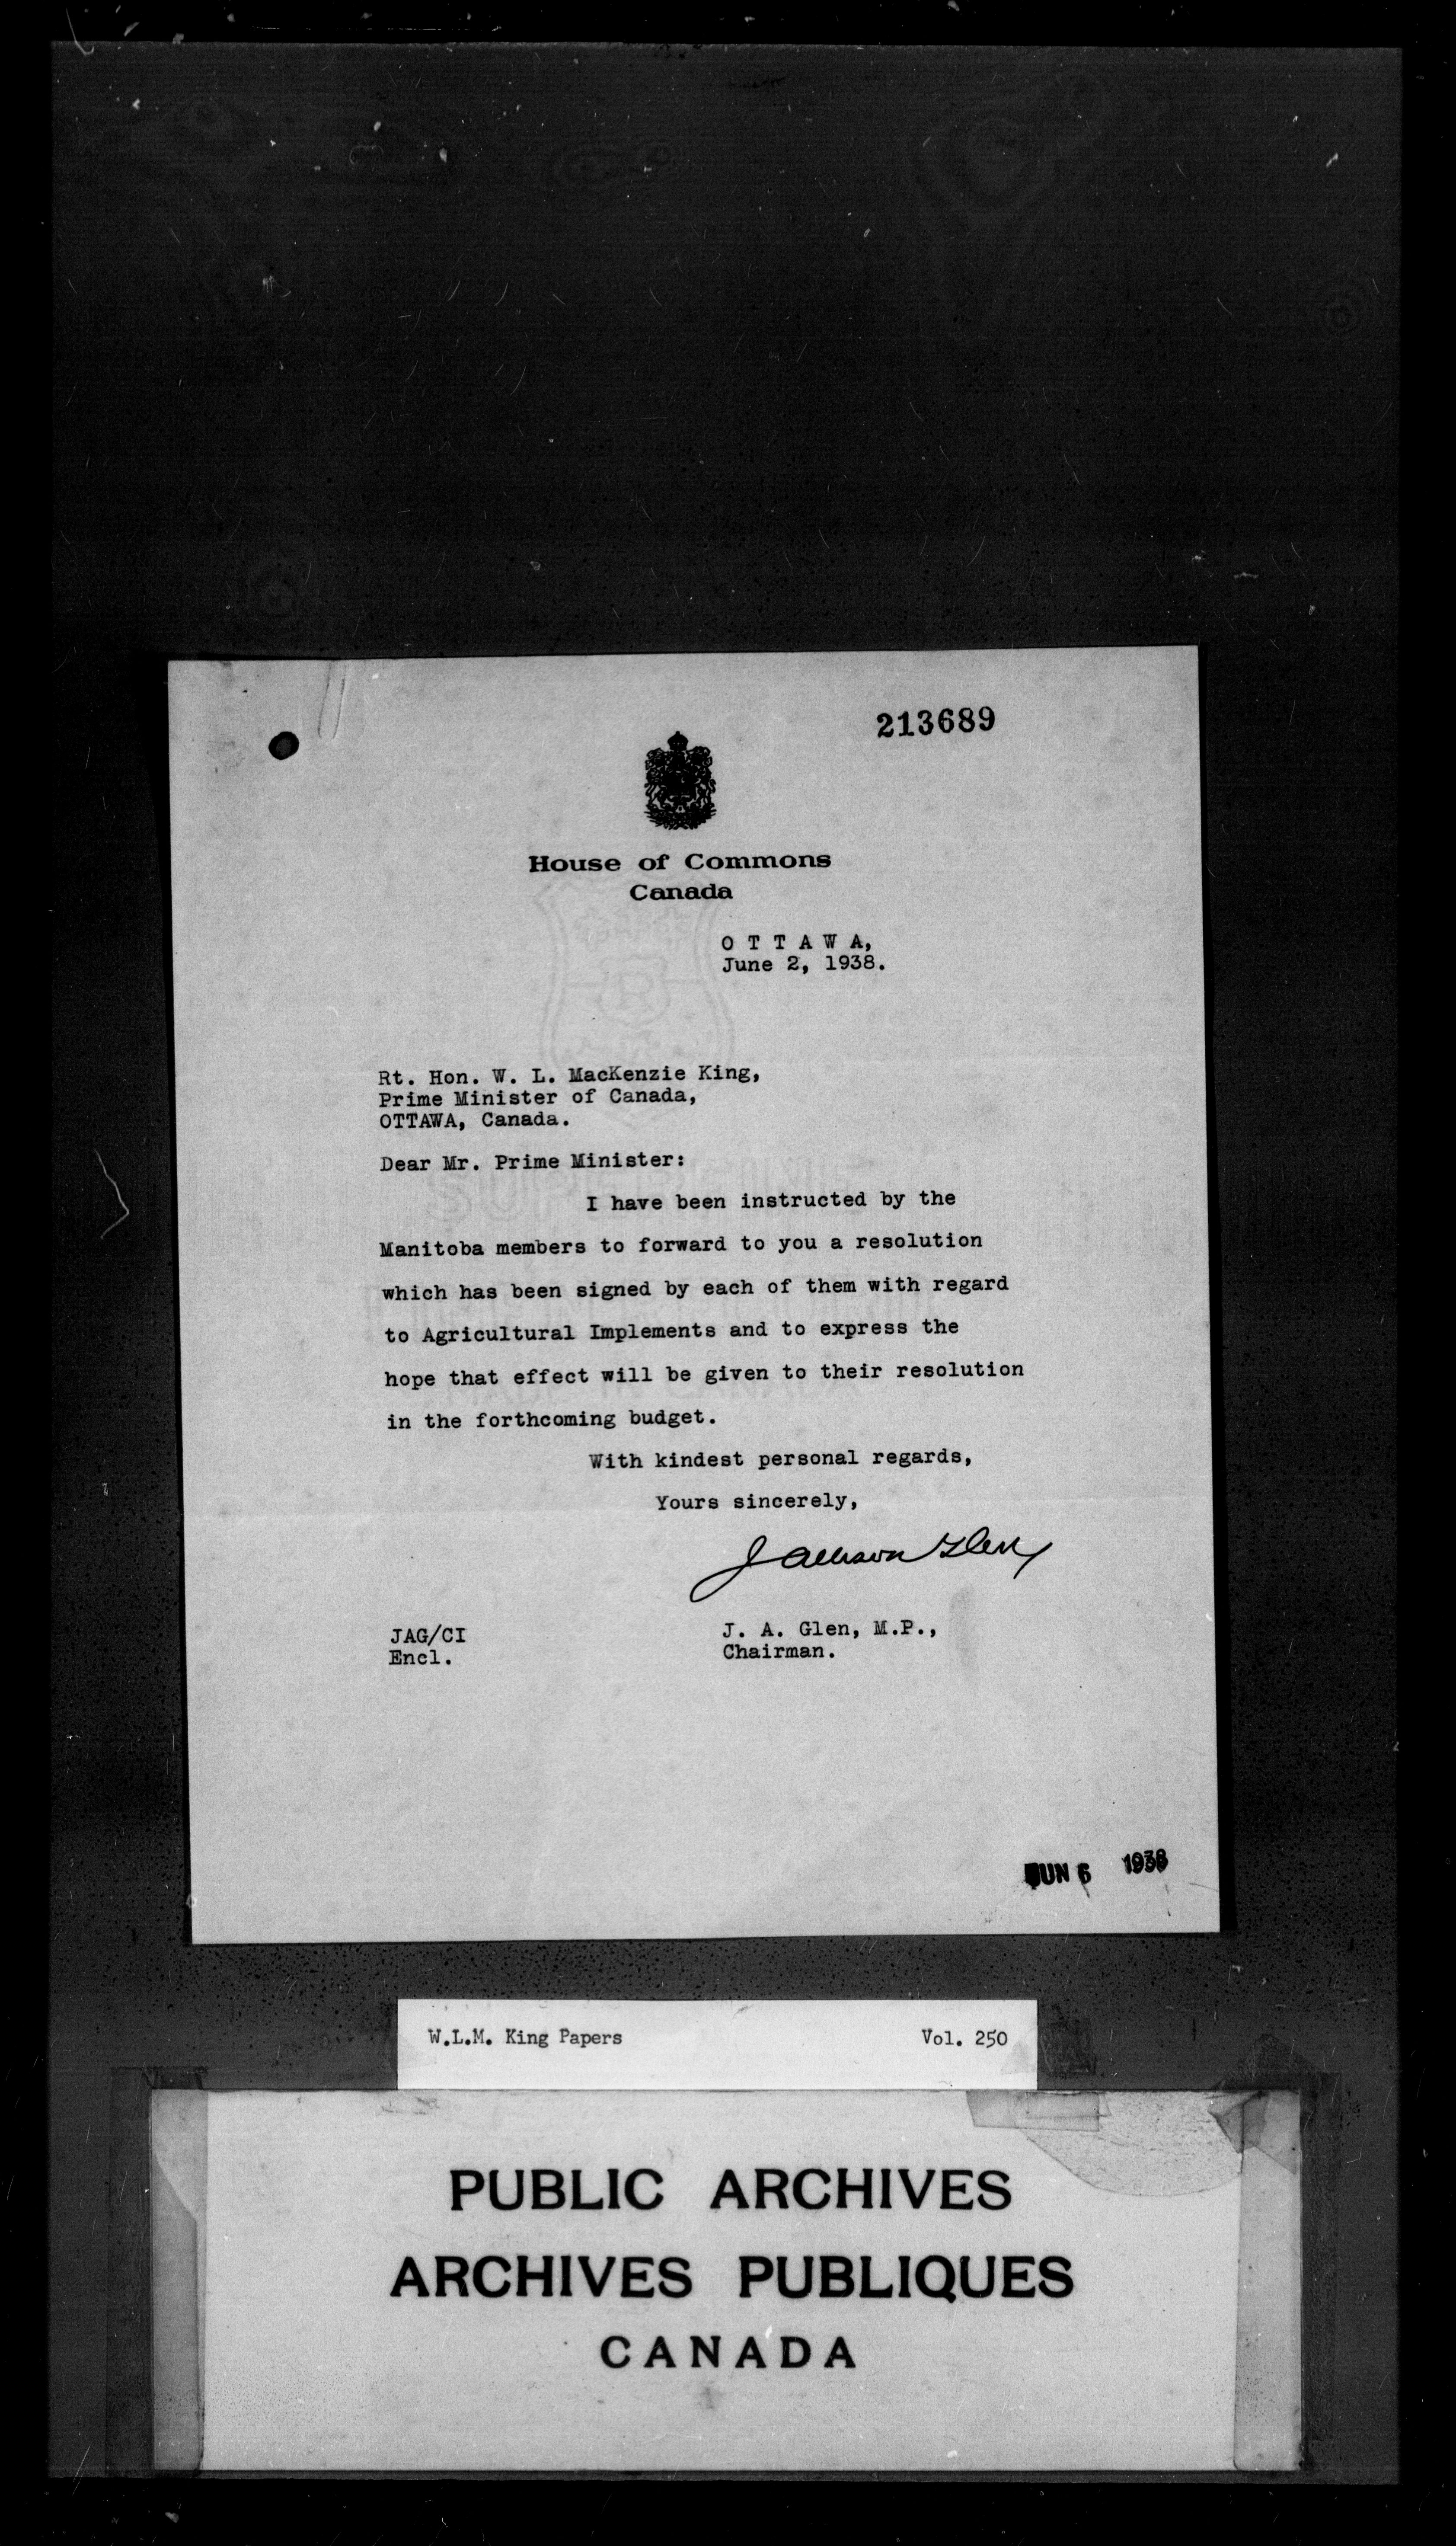 213689
House of Commons
Canada
O T T A W A,
June 2, 1938.
Rt. Hon. W. L. MacKenzie King,
Prime Minister of Canada,
OTTAWA, Canada.
Dear Mr. Prime Minister:
I have been instructed by the
Manitoba members to forward to you a resolution
which has been signed by each of them with regard
to Agricultural Implements and to express the
hope that effect will be given to their resolution
in the forthcoming budget.
With kindest personal regards,
Yours sincerely,
J Allison Glen
JAG/CI
Encl.
J. A. Glen, M.P.,
Chairman.
JUN 6 1938
W.L.M. King Papers Vol. 250
PUBLIC ARCHIVES
ARCHIVES PUBLIQUES
CANADA